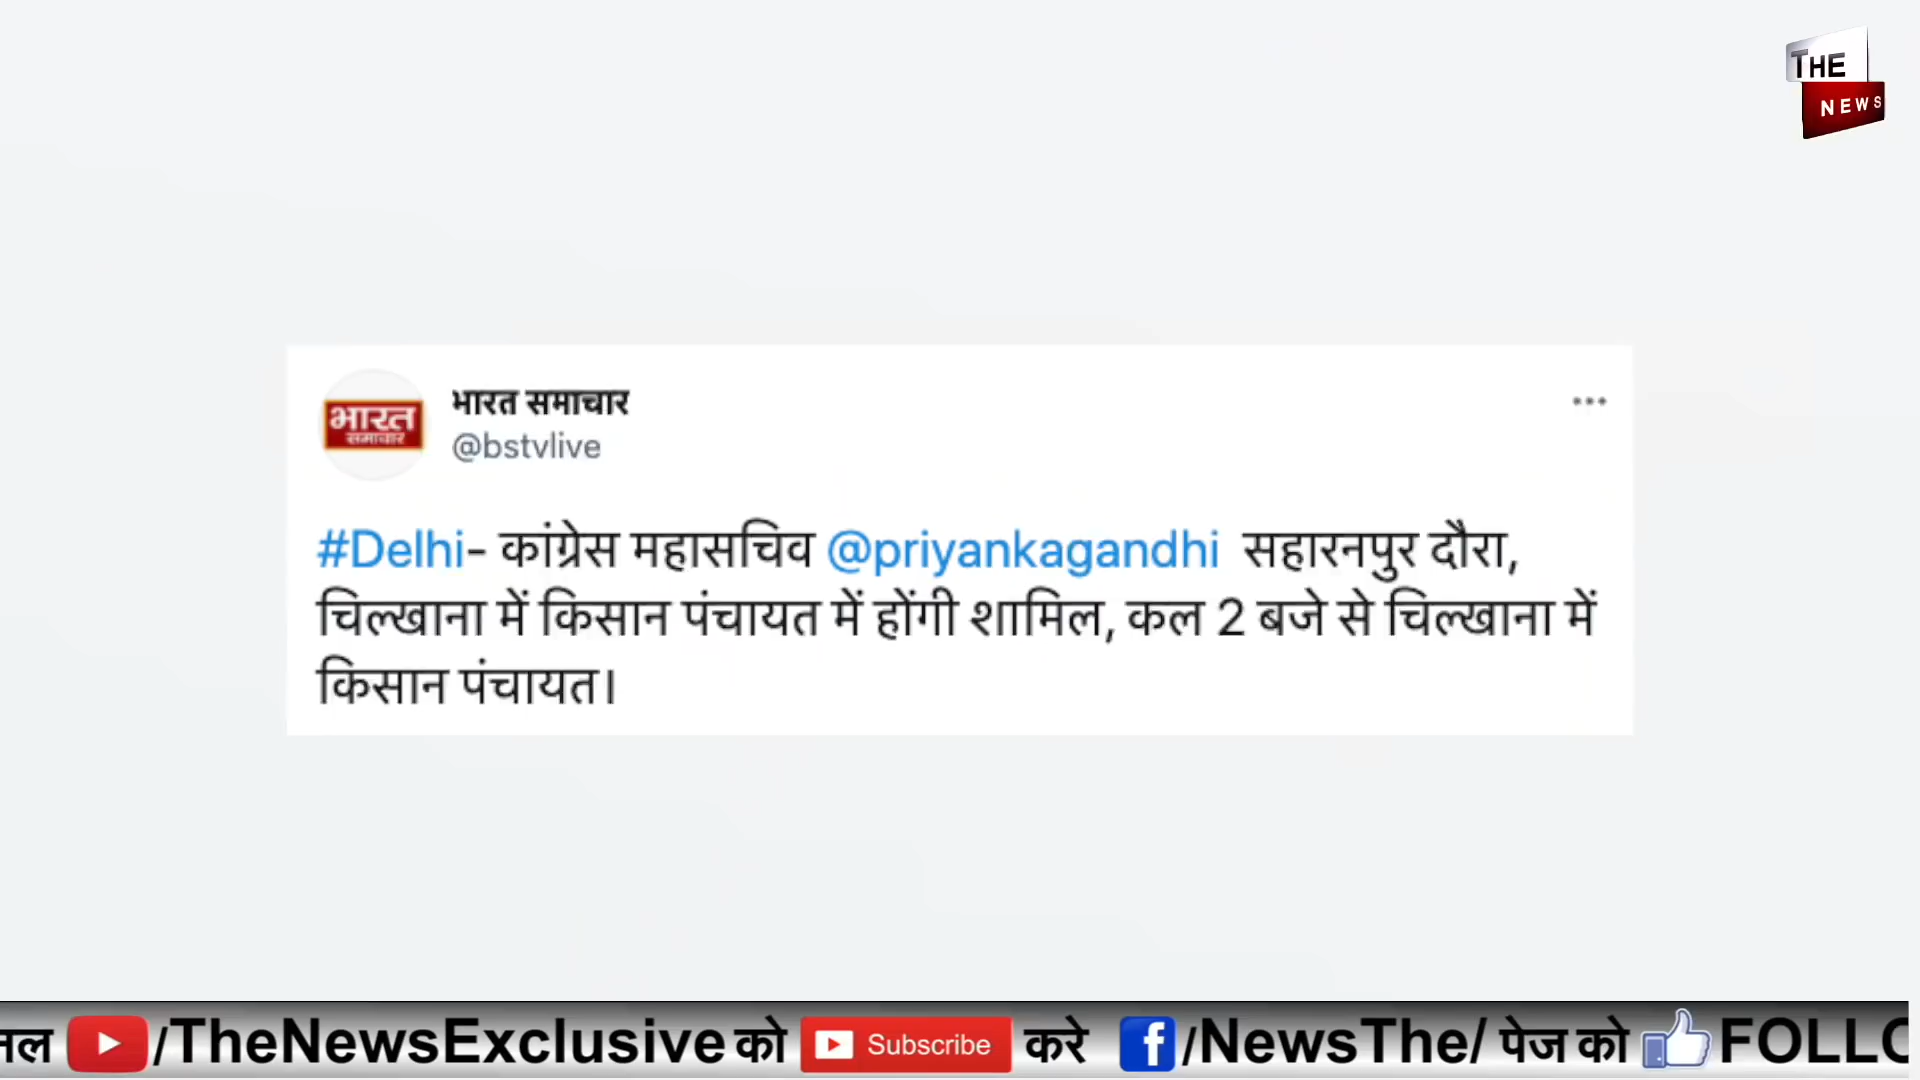 THE
NEWS
भारत
समाचार
भारत समाचार
@bstvlive
#Delhi- कांग्रेस महासचिव @priyankagandhi सहारनपुर दौरा,
चिल्खाना में किसान पंचायत में होंगी शामिल, कल 2 बजे से चिल्खाना में
किसान पंचायत।
/TheNewsExclusive को Subscribe करे f /NewsThe/ पेज को